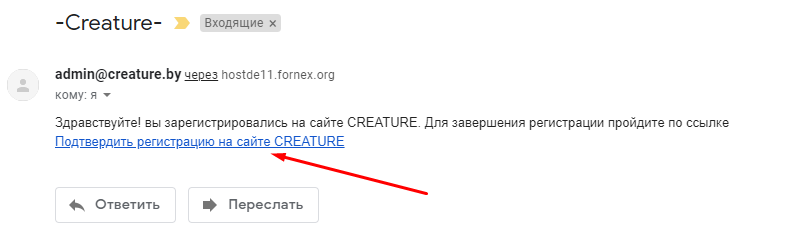 -Creature- Входящие ×
admin@creature.by через hostde11.fornex.org
кому: я
Здравствуйте! вы зарегистрировались на сайте CREATURE. Для завершения регистрации пройдите по ссылке
Подтвердить регистрацию на сайте CREATURE
Ответить Переслать